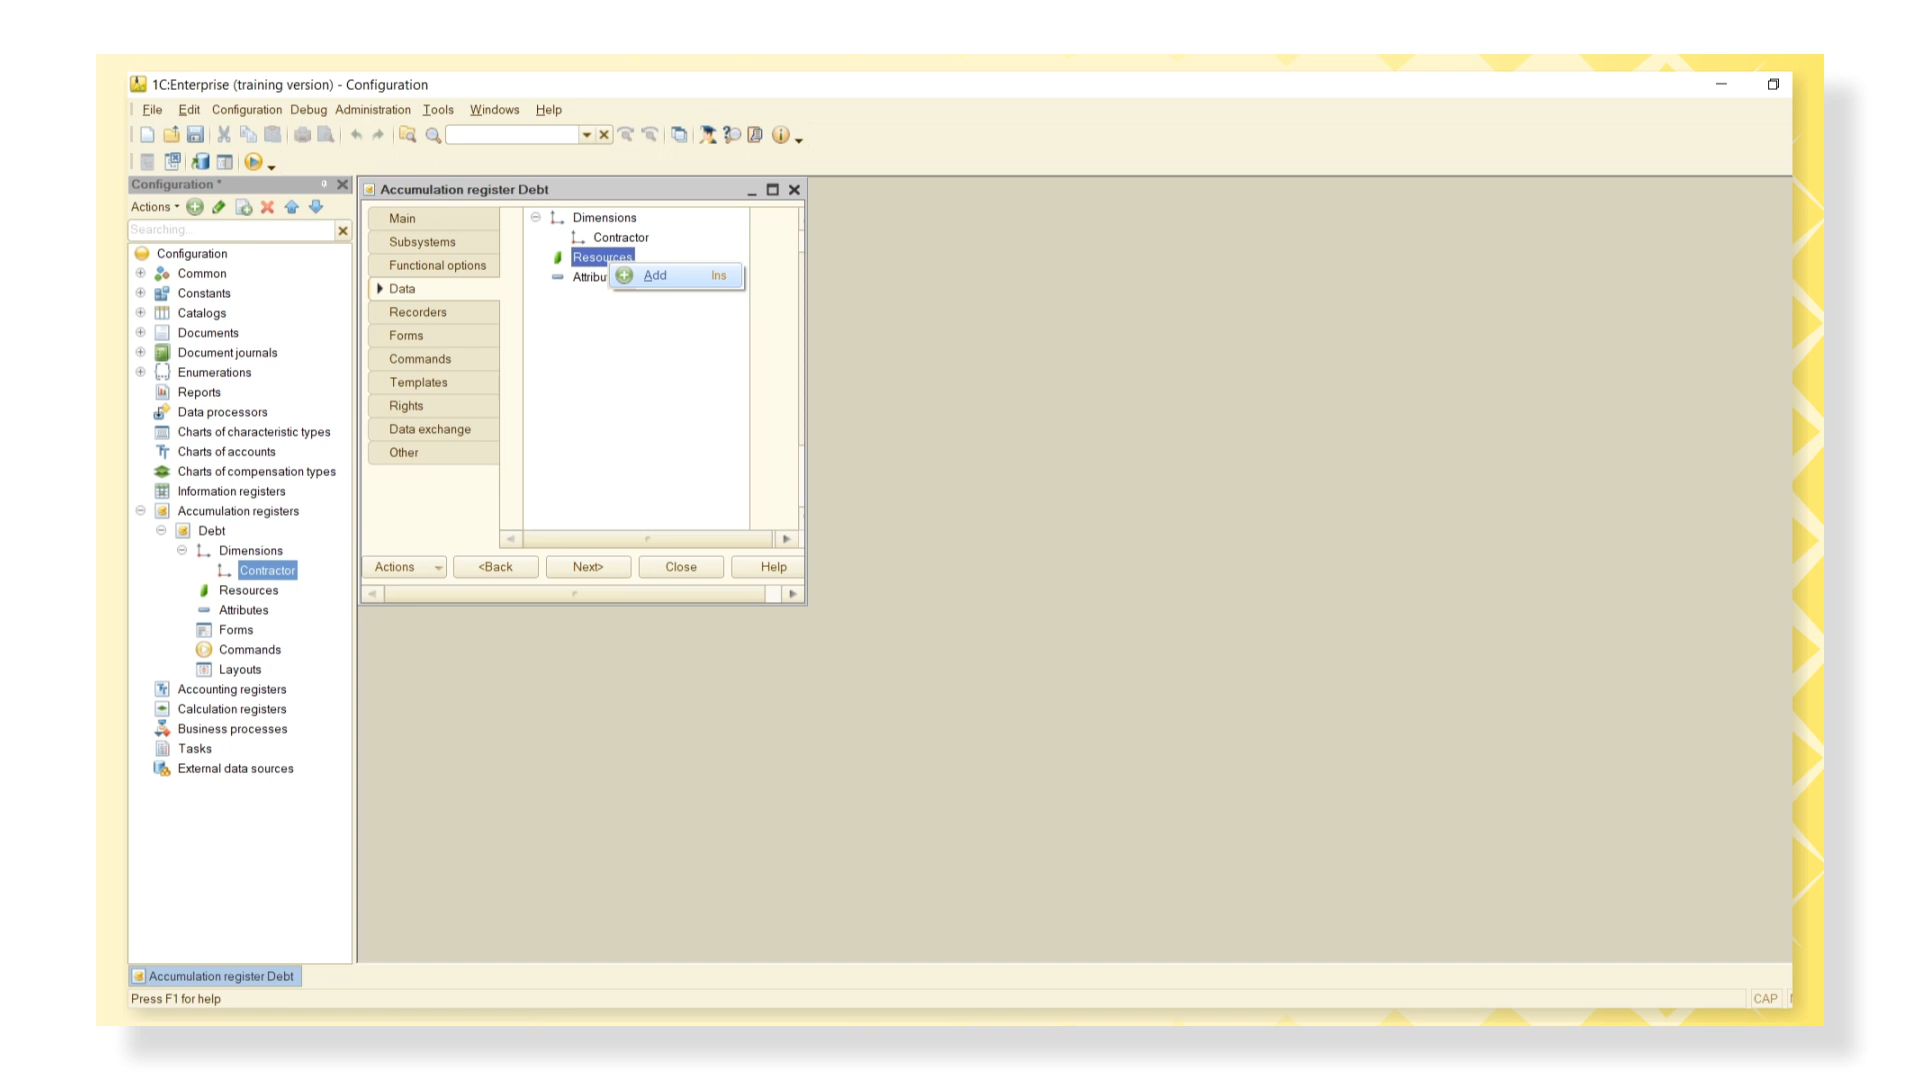 1C:Enterprise (training version) - Configuration
File Edit Configuration Debug Administration Tools Windows Help
Configuration *
Actions
Searching...
Configuration
Common
Constants
Catalogs
Documents
Document journals
Enumerations
Reports
Data processors
Charts of characteristic types
Charts of accounts
Charts of compensation types
Information registers
Accumulation registers
Debt
Dimensions
Contractor
Resources
Attributes
Forms
Commands
Layouts
Accounting registers
Calculation registers
Business processes
Tasks
External data sources
Accumulation register Debt
Main
Subsystems
Functional options
Data
Recorders
Forms
Commands
Templates
Rights
Data exchange
Other
Dimensions
Contractor
Resources
Attribu
Add Ins
Actions <Back Next> Close Help
Accumulation register Debt
Press F1 for help
CAP